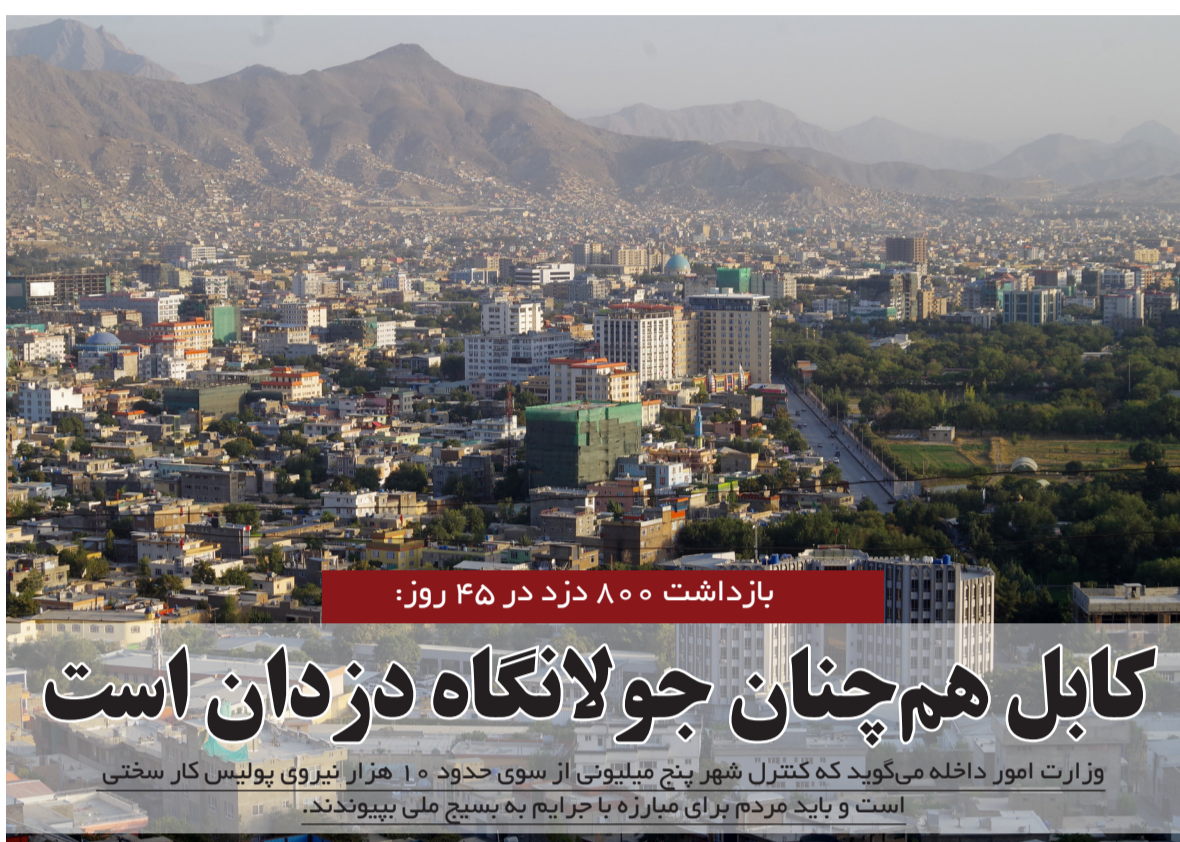 بازداشت ۸۰۰ دزد در ۴۵ روز:
کابل هم‌چنان جولانگاه دزدان است
وزارت امور داخله می‌گوید که کنترل شهر پنج میلیونی از سوی حدود ۱۰ هزار نیروی پولیس کار سختی
است و باید مردم برای مبارزه با جرایم به بسیج ملی بپیوندند.